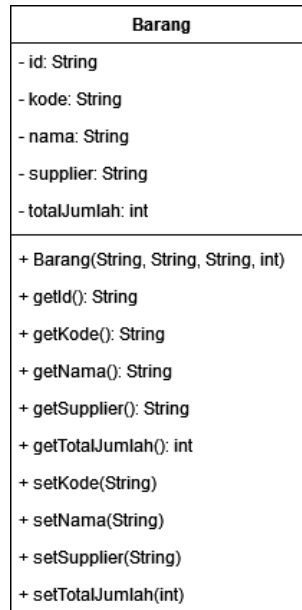 Barang
- id: String
- kode: String
- nama: String
- supplier: String
- totalJumlah: int
+ Barang(String, String, String, int)
+ getId(): String
+ getKode(): String
+ getNama(): String
+ getSupplier(): String
+ getTotalJumlah(): int
+ setKode(String)
+ setNama(String)
+ setSupplier(String)
+ setTotalJumlah(int)